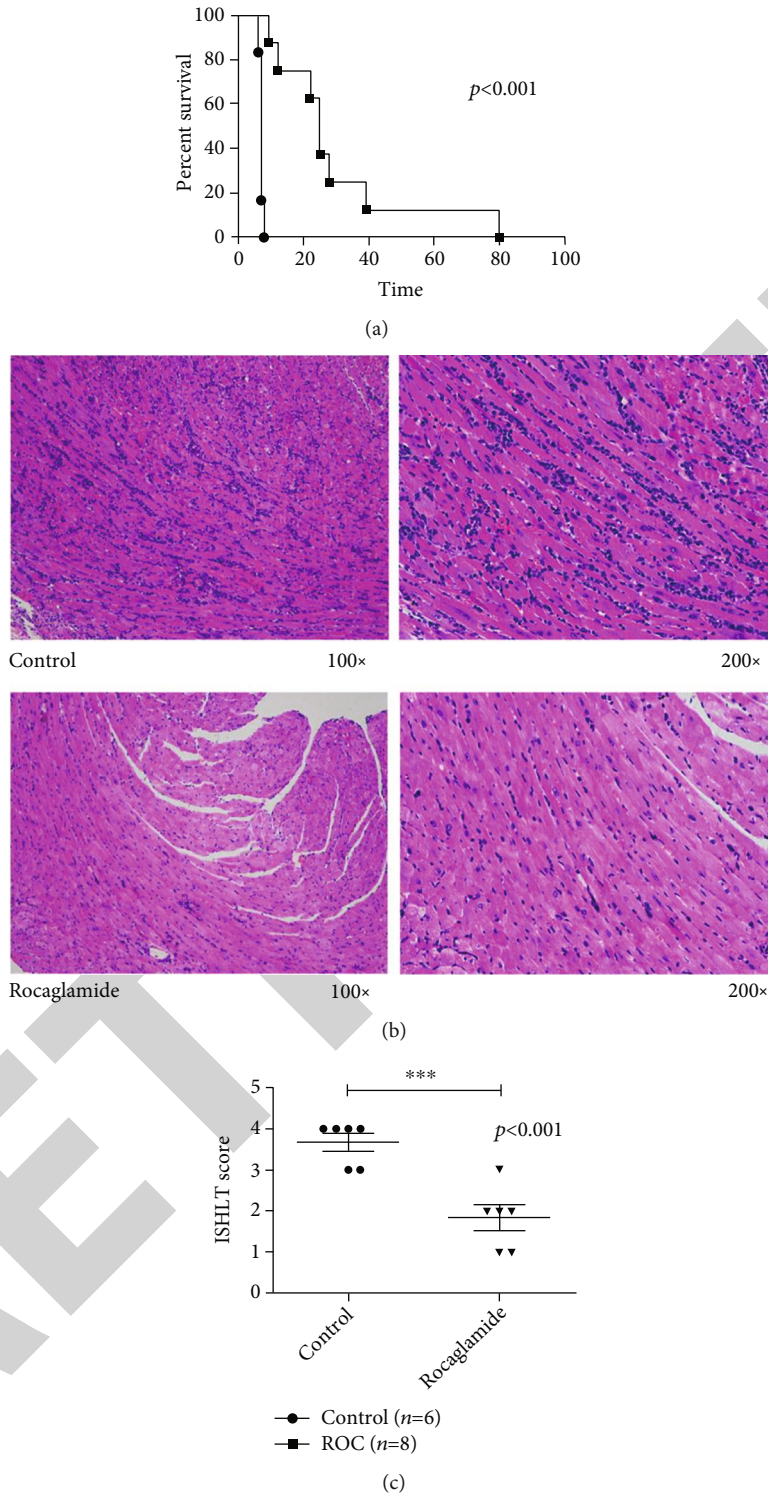 100
80
60
40
20
0
Percent survival
p<0.001
0 20 40 60 80 100
Time
(a)
Control 100×
200×
Rocaglamide 100×
200×
(b)
5
4
3
2
1
0
ISHLT score
***
p<0.001
Control
Rocaglamide
Control (n=6)
ROC (n=8)
(c)